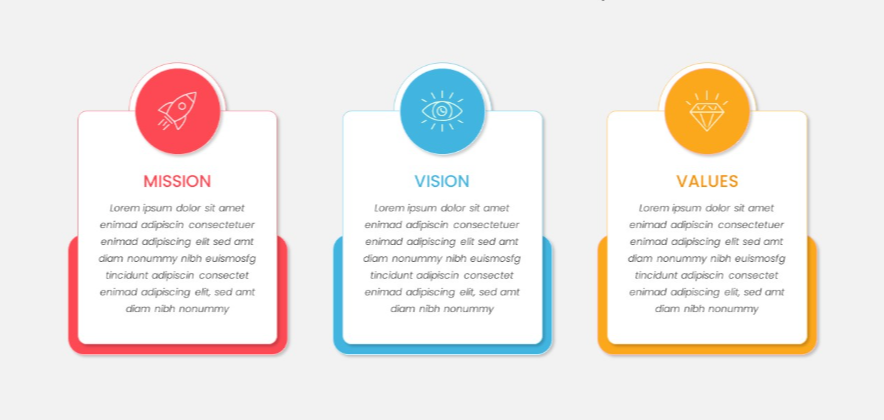 MISSION
Lorem ipsum dolor sit amet
enimad adipiscin consectetuer
enimad adipiscing elit sed amt
diam nonummy nibh euismosfg
tincidunt adipiscin consectet
enimad adipiscing elit, sed amt
diam nibh nonummy
VISION
Lorem ipsum dolor sit amet
enimad adipiscin consectetuer
enimad adipiscing elit sed amt
diam nonummy nibh euismosfg
tincidunt adipiscin consectet
enimad adipiscing elit, sed amt
diam nibh nonummy
VALUES
Lorem ipsum dolor sit amet
enimad adipiscin consectetuer
enimad adipiscing elit sed amt
diam nonummy nibh euismosfg
tincidunt adipiscin consectet
enimad adipiscing elit, sed amt
diam nibh nonummy